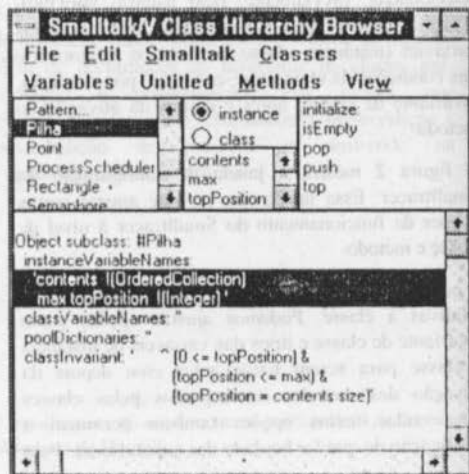 Smalltalk/V Class Hierarchy Browser
File Edit Smalltalk Classes
Variables Untitled Methods View
Pattern...
Pilha
Point
ProcessScheduler
Rectangle
Semaphore
instance
class
contents
max
topPosition
initialize:
isEmpty
pop
push
top
Object subclass: #Pilha
instanceVariableNames:
'contents !(OrderedCollection)
max topPosition !(Integer) '
classVariableNames: ''
poolDictionaries: ''
classInvariant: ' ^ [0 <= topPosition] &
(topPosition <= max) &
(topPosition = contents size)